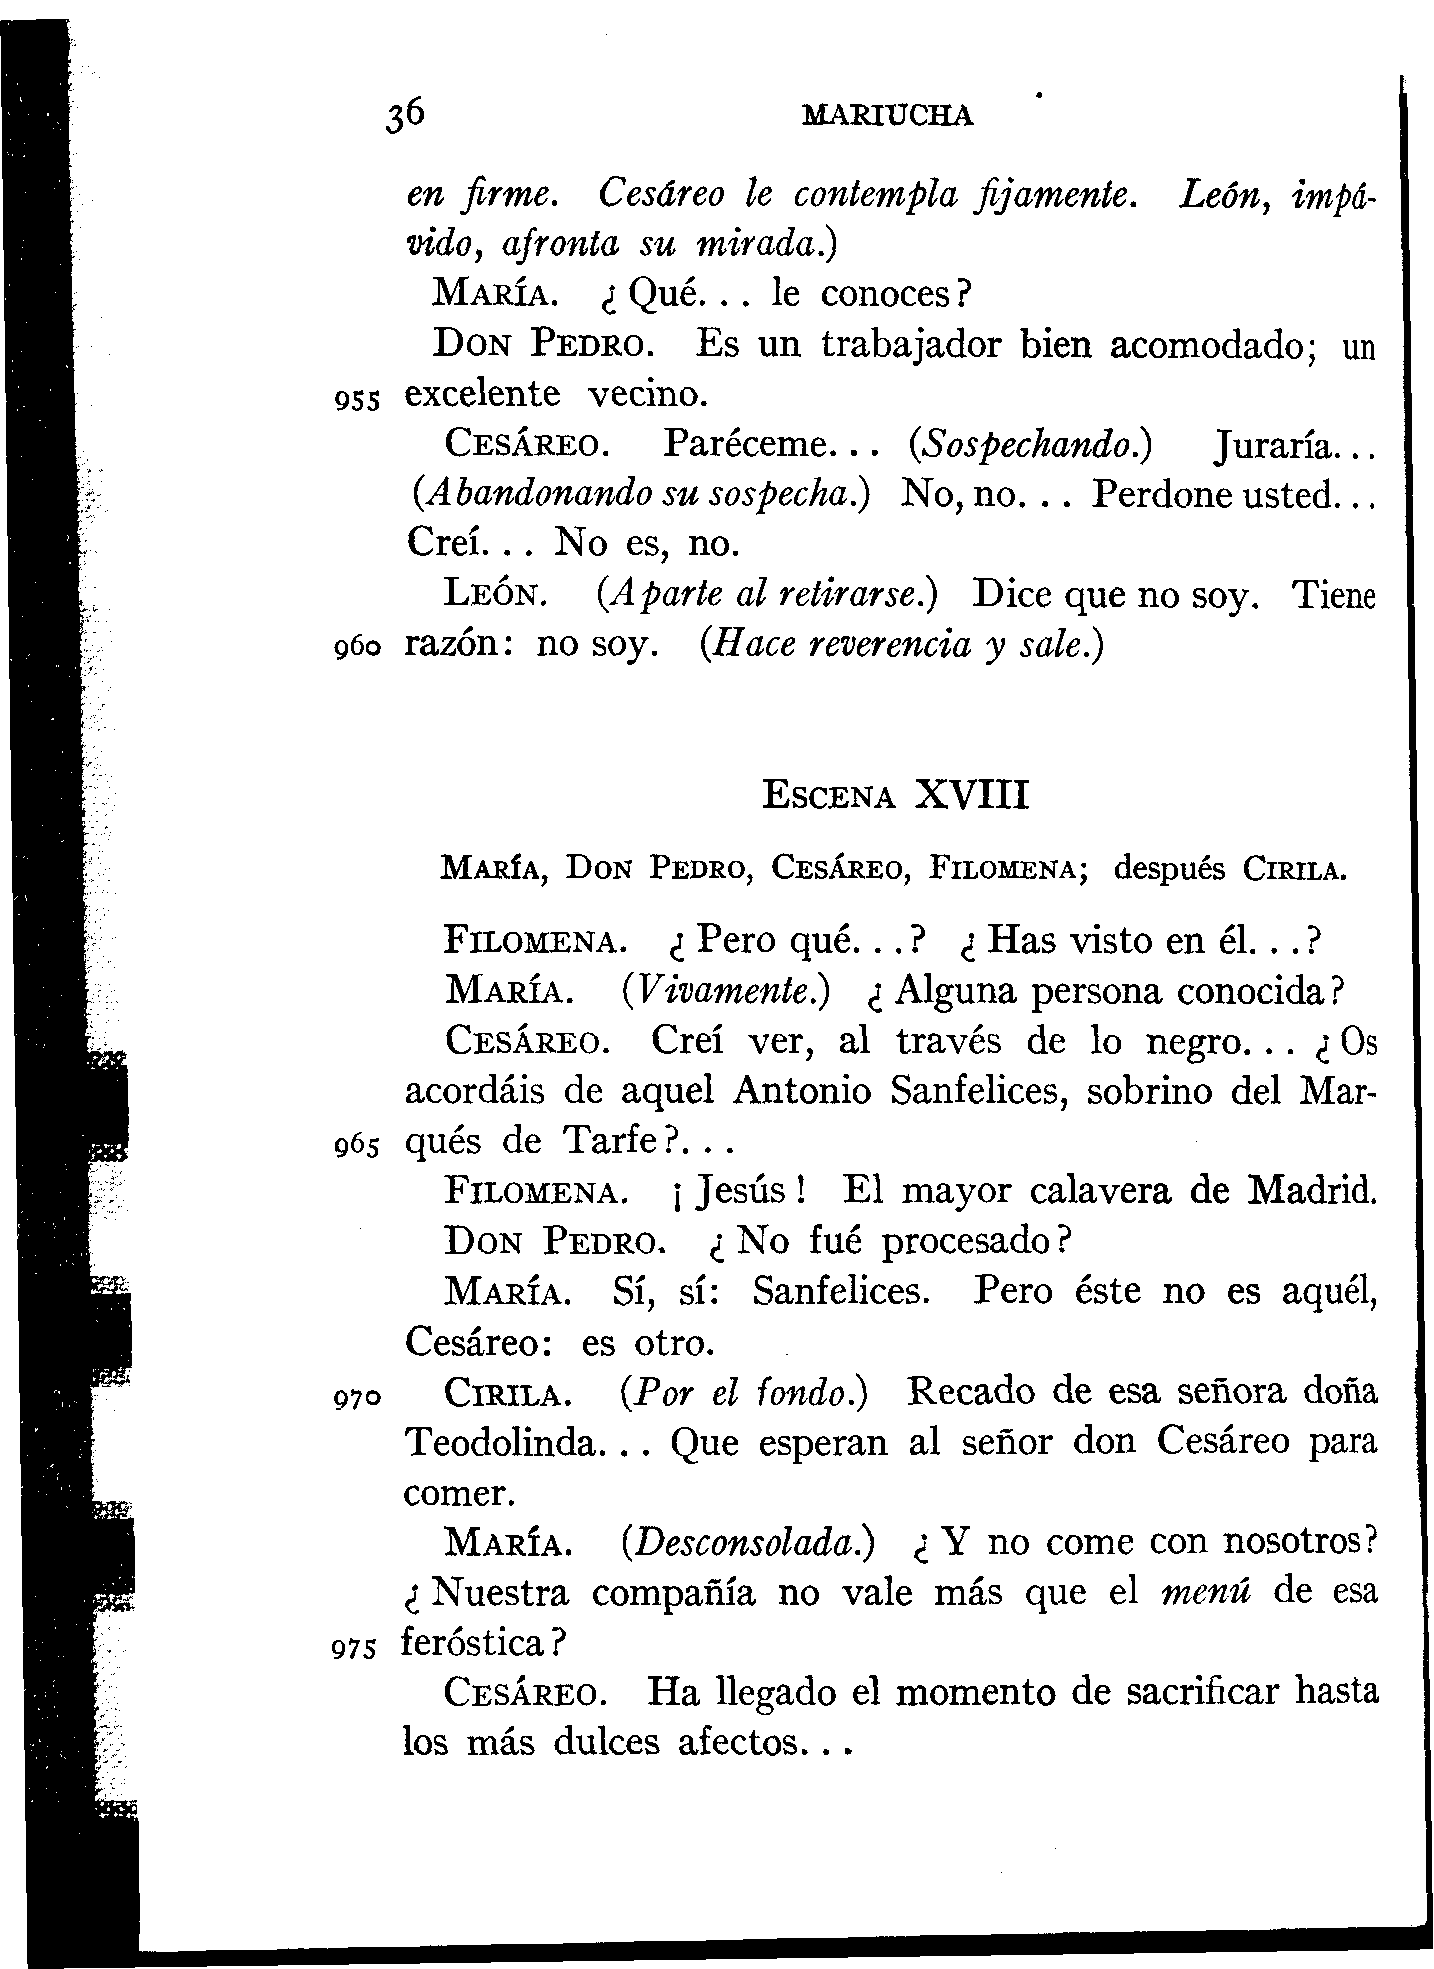 36 MARIUCHA
en firme. Cesáreo le contempla fijamente. León, impá-
vido, afronta su mirada.)
MARÍA. ¿ Qué. . . le conoces?
DON PEDRO. Es un trabajador bien acomodado; un
955 excelente vecino.
CESÁREO. Paréceme. . . (Sospechando.) Juraría. . .
(Abandonando su sospecha.) No, no. . . Perdone usted. . .
Creí. . . No es, no.
LEÓN. (Aparte al retirarse.) Dice que no soy. Tiene
960 razón: no soy. (Hace reverencia y sale.)
ESCENA XVIII
MARÍA, DON PEDRO, CESÁREO, FILOMENA; después CIRILA.
FILOMENA. ¿ Pero qué. . .? ¿ Has visto en él. . .?
MARÍA. (Vivamente.) ¿ Alguna persona conocida?
CESÁREO. Creí ver, al través de lo negro. . . ¿ Os
acordáis de aquel Antonio Sanfelices, sobrino del Mar-
965 qués de Tarfe?. . .
FILOMENA. ¡ Jesús! El mayor calavera de Madrid.
DON PEDRO. ¿ No fué procesado?
MARÍA. Sí, sí: Sanfelices. Pero éste no es aquél,
Cesáreo: es otro.
970 CIRILA. (Por el fondo.) Recado de esa señora doña
Teodolinda. . . Que esperan al señor don Cesáreo para
comer.
MARÍA. (Desconsolada.) ¿ Y no come con nosotros?
¿ Nuestra compañía no vale más que el menú de esa
975 feróstica?
CESÁREO. Ha llegado el momento de sacrificar hasta
los más dulces afectos. . .